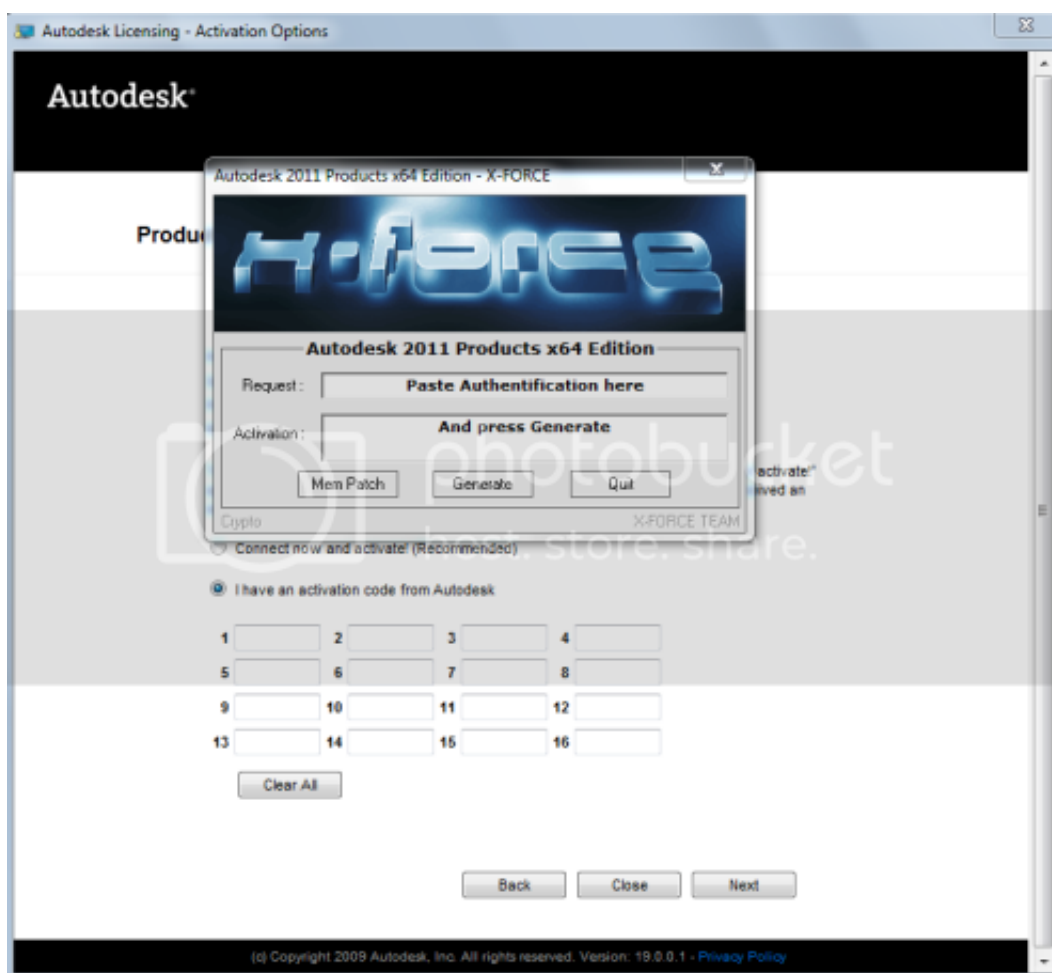 Autodesk Licensing - Activation Options
Autodesk
Autodesk 2011 Products x64 Edition - X-FORCE
Produ
x-force
Autodesk 2011 Products x64 Edition
Request :
Paste Authentification here
Activation :
And press Generate
Mem Patch
Generate
Quit
Crypto
X-FORCE TEAM
photobucket
host. store. share.
activate!"
ived an
Connect now and activate! (Recommended)
I have an activation code from Autodesk
1 2 3 4
5 6 7 8
9 10 11 12
13 14 15 16
Clear All
Back Close Next
(c) Copyright 2009 Autodesk, Inc. All rights reserved. Version: 19.0.0.1 - Privacy Policy